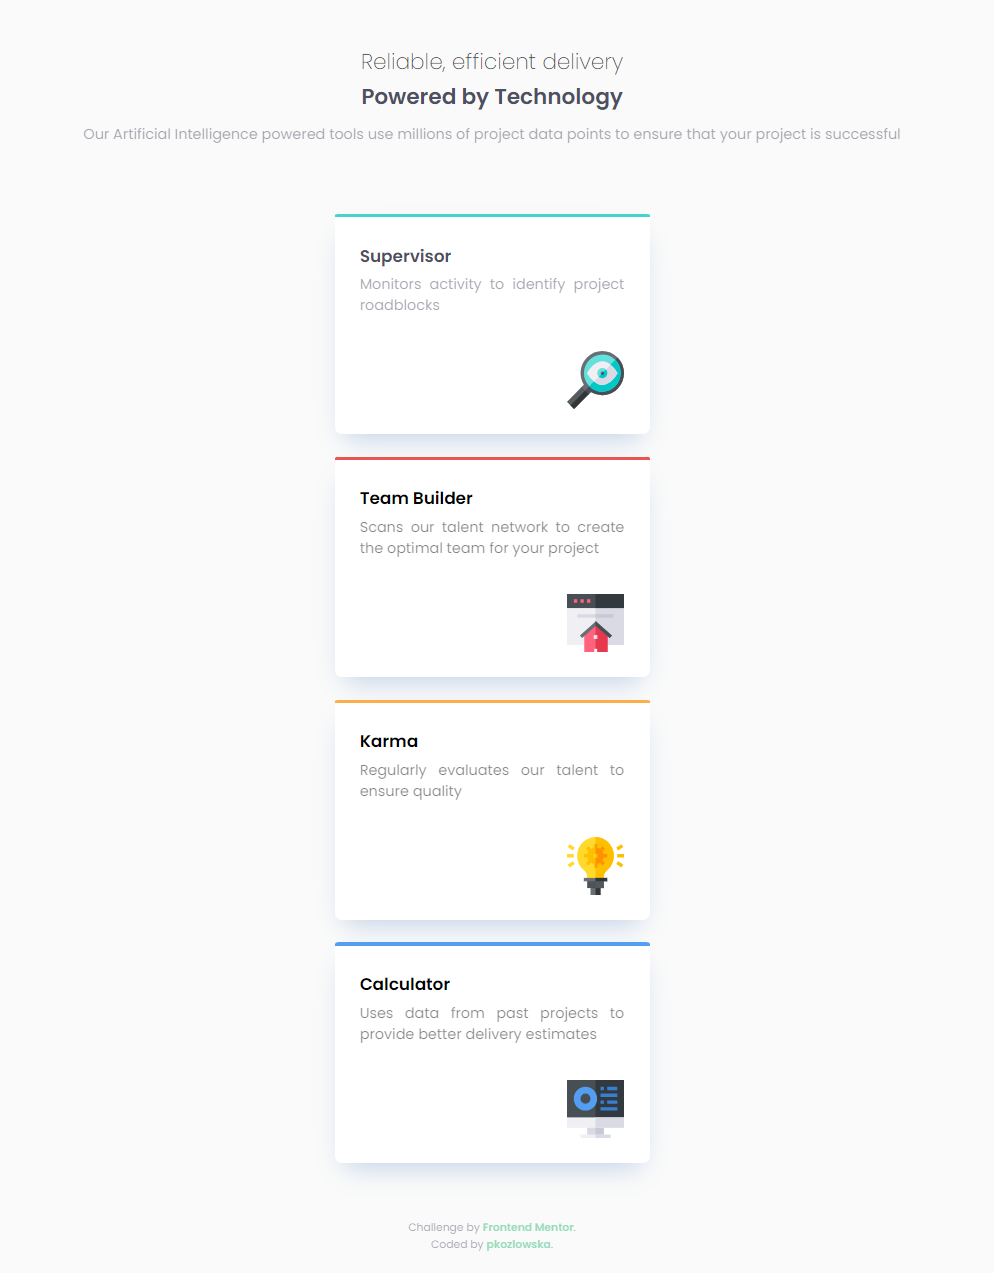 Reliable, efficient delivery
Powered by Technology
Our Artificial Intelligence powered tools use millions of project data points to ensure that your project is successful
Supervisor
Monitors activity to identify project
roadblocks
Team Builder
Scans our talent network to create
the optimal team for your project
Karma
Regularly evaluates our talent to
ensure quality
Calculator
Uses data from past projects to
provide better delivery estimates
Challenge by Frontend Mentor.
Coded by pkozlowska.